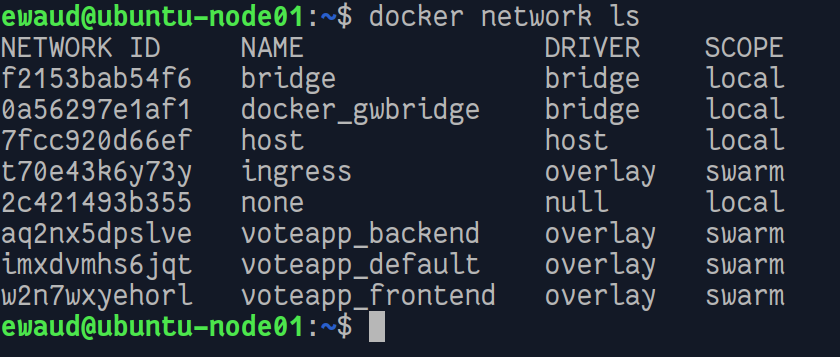 ewaud@ubuntu-node01:~$ docker network ls
NETWORK ID     NAME               DRIVER    SCOPE
f2153bab54f6   bridge             bridge    local
0a56297e1af1   docker_gwbridge    bridge    local
7fcc920d66ef   host               host      local
t70e43k6y73y   ingress            overlay   swarm
2c421493b355   none               null      local
aq2nx5dpslve   voteapp_backend    overlay   swarm
imxdvmhs6jqt   voteapp_default    overlay   swarm
w2n7wxyehorl   voteapp_frontend   overlay   swarm
ewaud@ubuntu-node01:~$